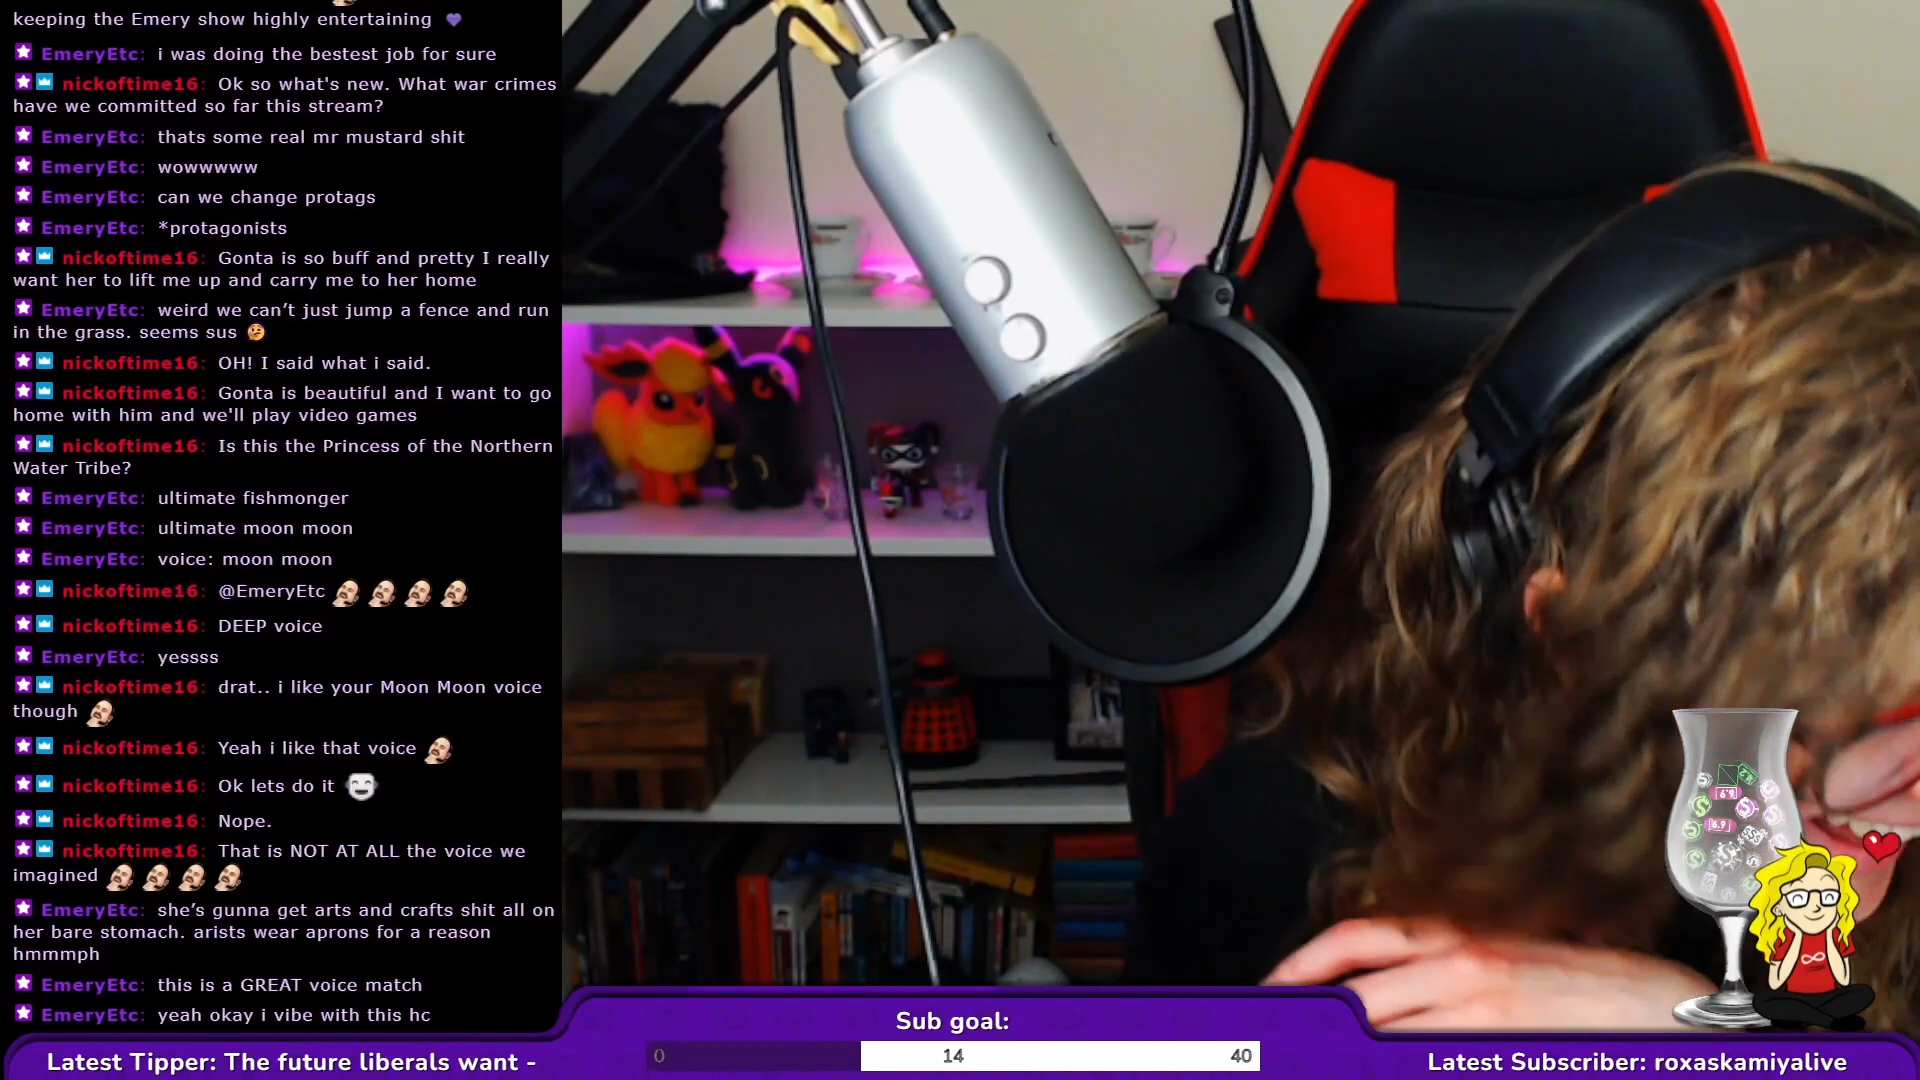 keeping the Emery show highly entertaining 💜
EmeryEtc: i was doing the bestest job for sure
nickoftime16: Ok so what's new. What war crimes
have we committed so far this stream?
EmeryEtc: thats some real mr mustard shit
EmeryEtc: wowwwww
EmeryEtc: can we change protags
EmeryEtc: *protagonists
nickoftime16: Gonta is so buff and pretty I really
want her to lift me up and carry me to her home
EmeryEtc: weird we can’t just jump a fence and run
in the grass. seems sus 🤔
nickoftime16: OH! I said what i said.
nickoftime16: Gonta is beautiful and I want to go
home with him and we'll play video games
nickoftime16: Is this the Princess of the Northern
Water Tribe?
EmeryEtc: ultimate fishmonger
EmeryEtc: ultimate moon moon
EmeryEtc: voice: moon moon
nickoftime16: @EmeryEtc
nickoftime16: DEEP voice
EmeryEtc: yessss
nickoftime16: drat.. i like your Moon Moon voice
though
nickoftime16: Yeah i like that voice
nickoftime16: Ok lets do it
nickoftime16: Nope.
nickoftime16: That is NOT AT ALL the voice we
imagined
EmeryEtc: she’s gunna get arts and crafts shit all on
her bare stomach. arists wear aprons for a reason
hmmmph
EmeryEtc: this is a GREAT voice match
EmeryEtc: yeah okay i vibe with this hc
Sub goal:
0 14 40
Latest Tipper: The future liberals want -
Latest Subscriber: roxaskamiyalive